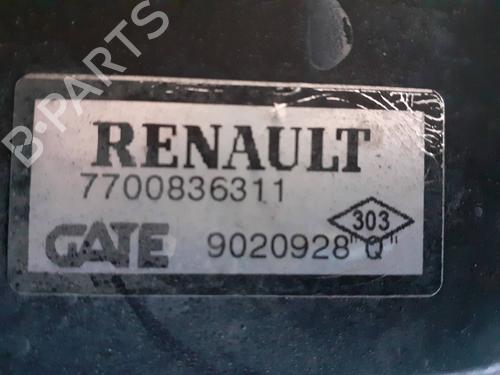 B-PARTS
RENAULT
7700836311
303
GATE 9020928"Q"